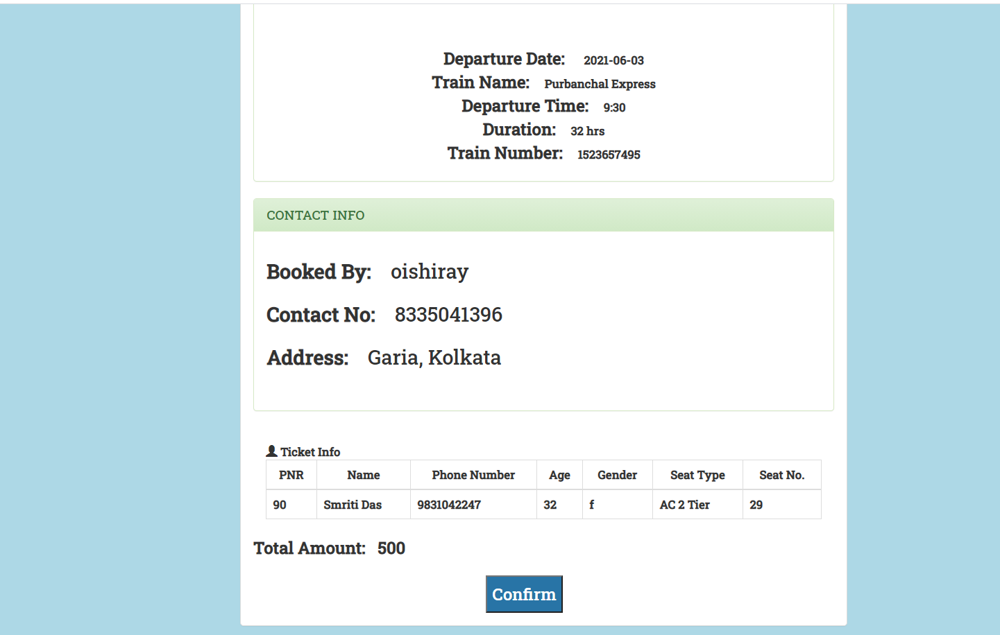 Departure Date: 2021-06-03
Train Name: Purbanchal Express
Departure Time: 9:30
Duration: 32 hrs
Train Number: 1523657495
CONTACT INFO
Booked By: oishiray
Contact No: 8335041396
Address: Garia, Kolkata
Ticket Info
PNR Name Phone Number Age Gender Seat Type Seat No.
90 Smriti Das 9831042247 32 f AC 2 Tier 29
Total Amount: 500
Confirm